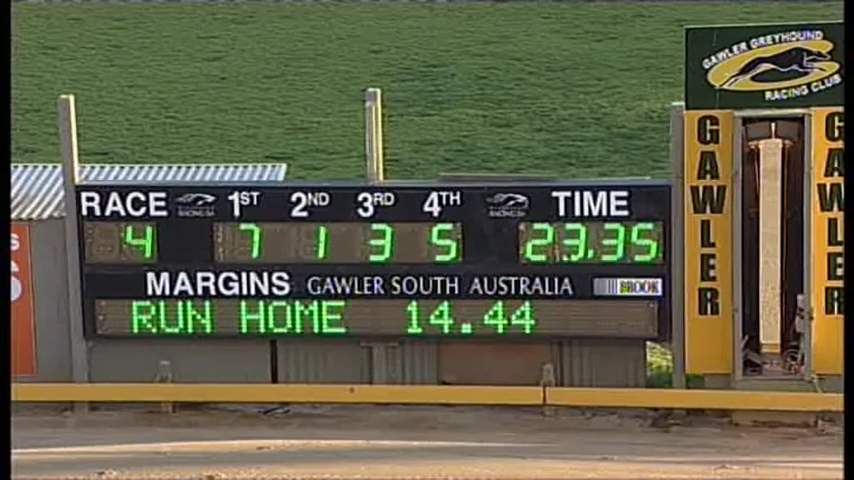 GAWLER GREYHOUND
RACING CLUB
GAWLER
GAWLER
RACE 1ST 2ND 3RD 4TH TIME
4 7 1 3 5 23.35
MARGINS GAWLER SOUTH AUSTRALIA
RUN HOME 14.44
S